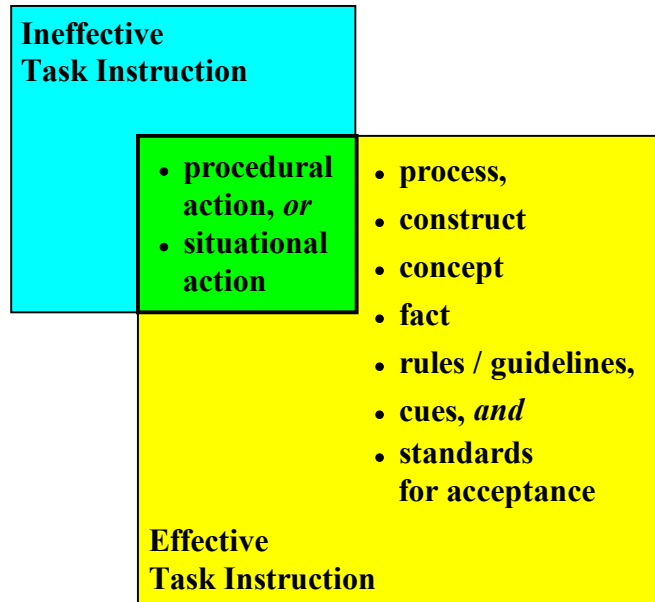 Ineffective
Task Instruction
• procedural
action, or
• situational
action
• process,
• construct
• concept
• fact
• rules / guidelines,
• cues, and
• standards
for acceptance
Effective
Task Instruction